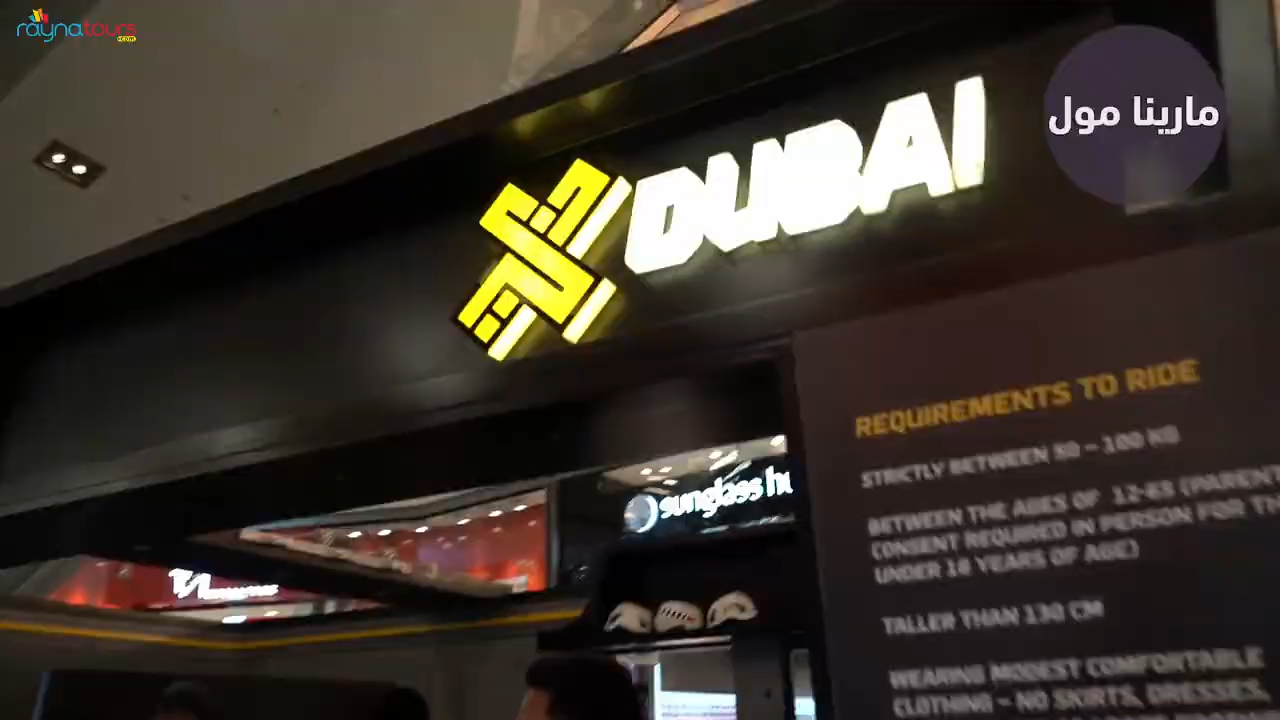 raynatours
.com
مارينا مول
DUBAI
REQUIREMENTS TO RIDE
STRICTLY BETWEEN 50 – 100 KG
BETWEEN THE AGES OF 12-65 (PARENT
CONSENT REQUIRED IN PERSON FOR TH
UNDER 18 YEARS OF AGE)
TALLER THAN 130 CM
WEARING MODEST COMFORTABLE
CLOTHING – NO SKIRTS, DRESSES,
sunglass hu